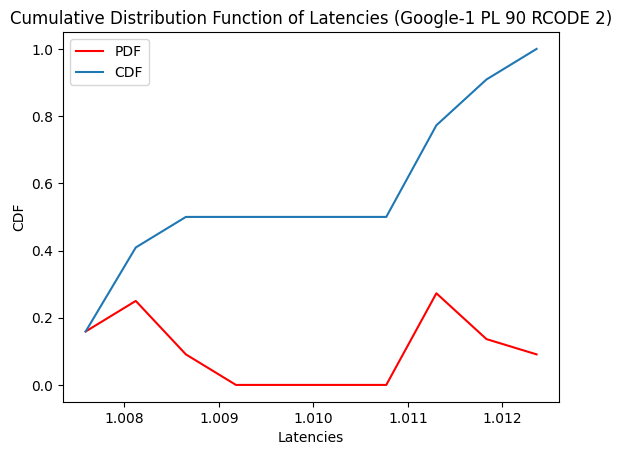 Cumulative Distribution Function of Latencies (Google-1 PL 90 RCODE 2)
PDF
CDF
1.0
0.8
0.6
0.4
0.2
0.0
CDF
1.008
1.009
1.010
1.011
1.012
Latencies